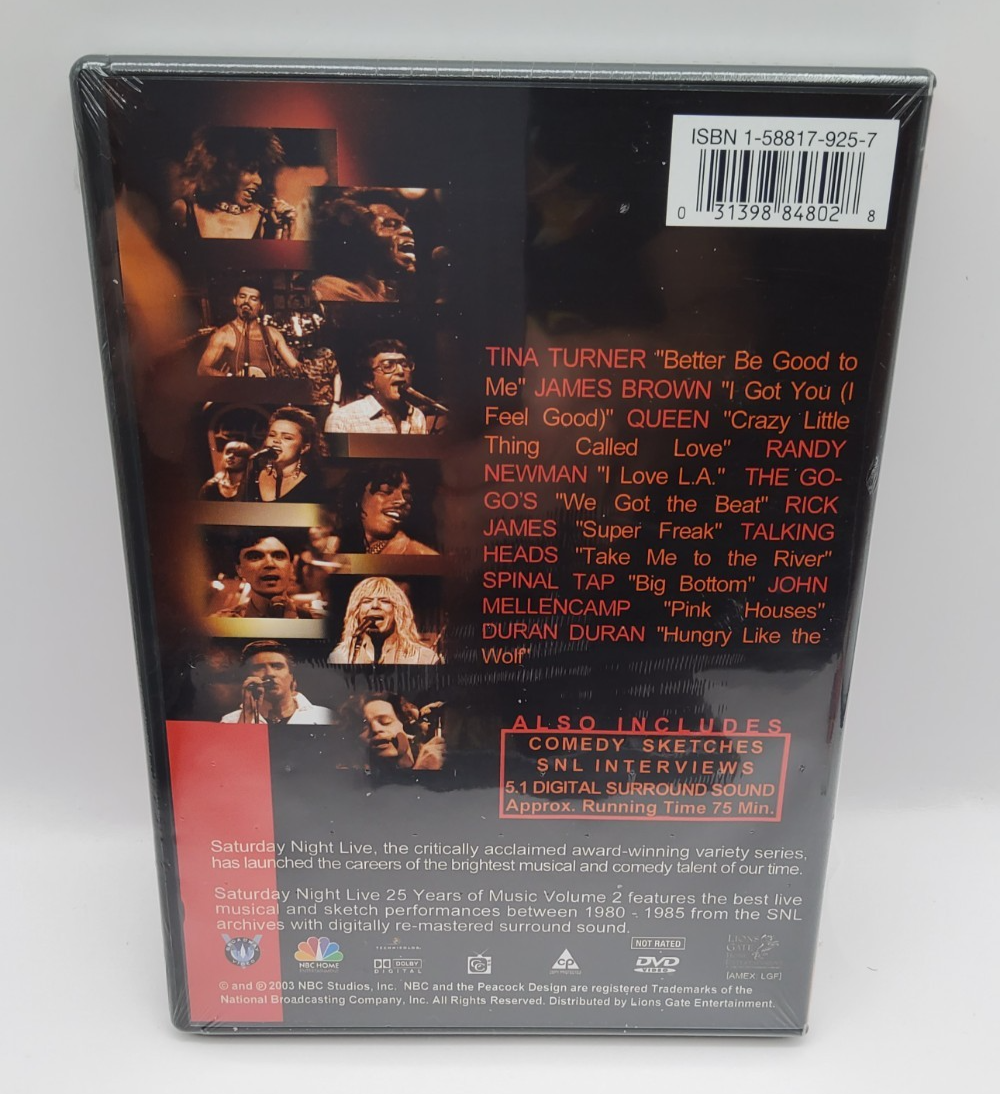 ISBN 1-58817-925-7
0 31398 84802 8
TINA TURNER "Better Be Good to
Me" JAMES BROWN "I Got You (I
Feel Good)" QUEEN "Crazy Little
Thing Called Love" RANDY
NEWMAN "I Love L.A." THE GO-
GO'S "We Got the Beat" RICK
JAMES "Super Freak" TALKING
HEADS "Take Me to the River"
SPINAL TAP "Big Bottom" JOHN
MELLENCAMP "Pink Houses"
DURAN DURAN "Hungry Like the
Wolf"
ALSO INCLUDES
COMEDY SKETCHES
SNL INTERVIEWS
5.1 DIGITAL SURROUND SOUND
Approx. Running Time 75 Min.
Saturday Night Live, the critically acclaimed award-winning variety series,
has launched the careers of the brightest musical and comedy talent of our time.
Saturday Night Live 25 Years of Music Volume 2 features the best live
musical and sketch performances between 1980 - 1985 from the SNL
archives with digitally re-mastered surround sound.
NBC HOME
TECHNICOLOR
DOLBY
DIGITAL
CC
CP
NOT RATED
DVD
VIDEO
LIONS
GATE
[AMEX LGF]
© and ℗ 2003 NBC Studios, Inc. NBC and the Peacock Design are registered Trademarks of the
National Broadcasting Company, Inc. All Rights Reserved. Distributed by Lions Gate Entertainment.